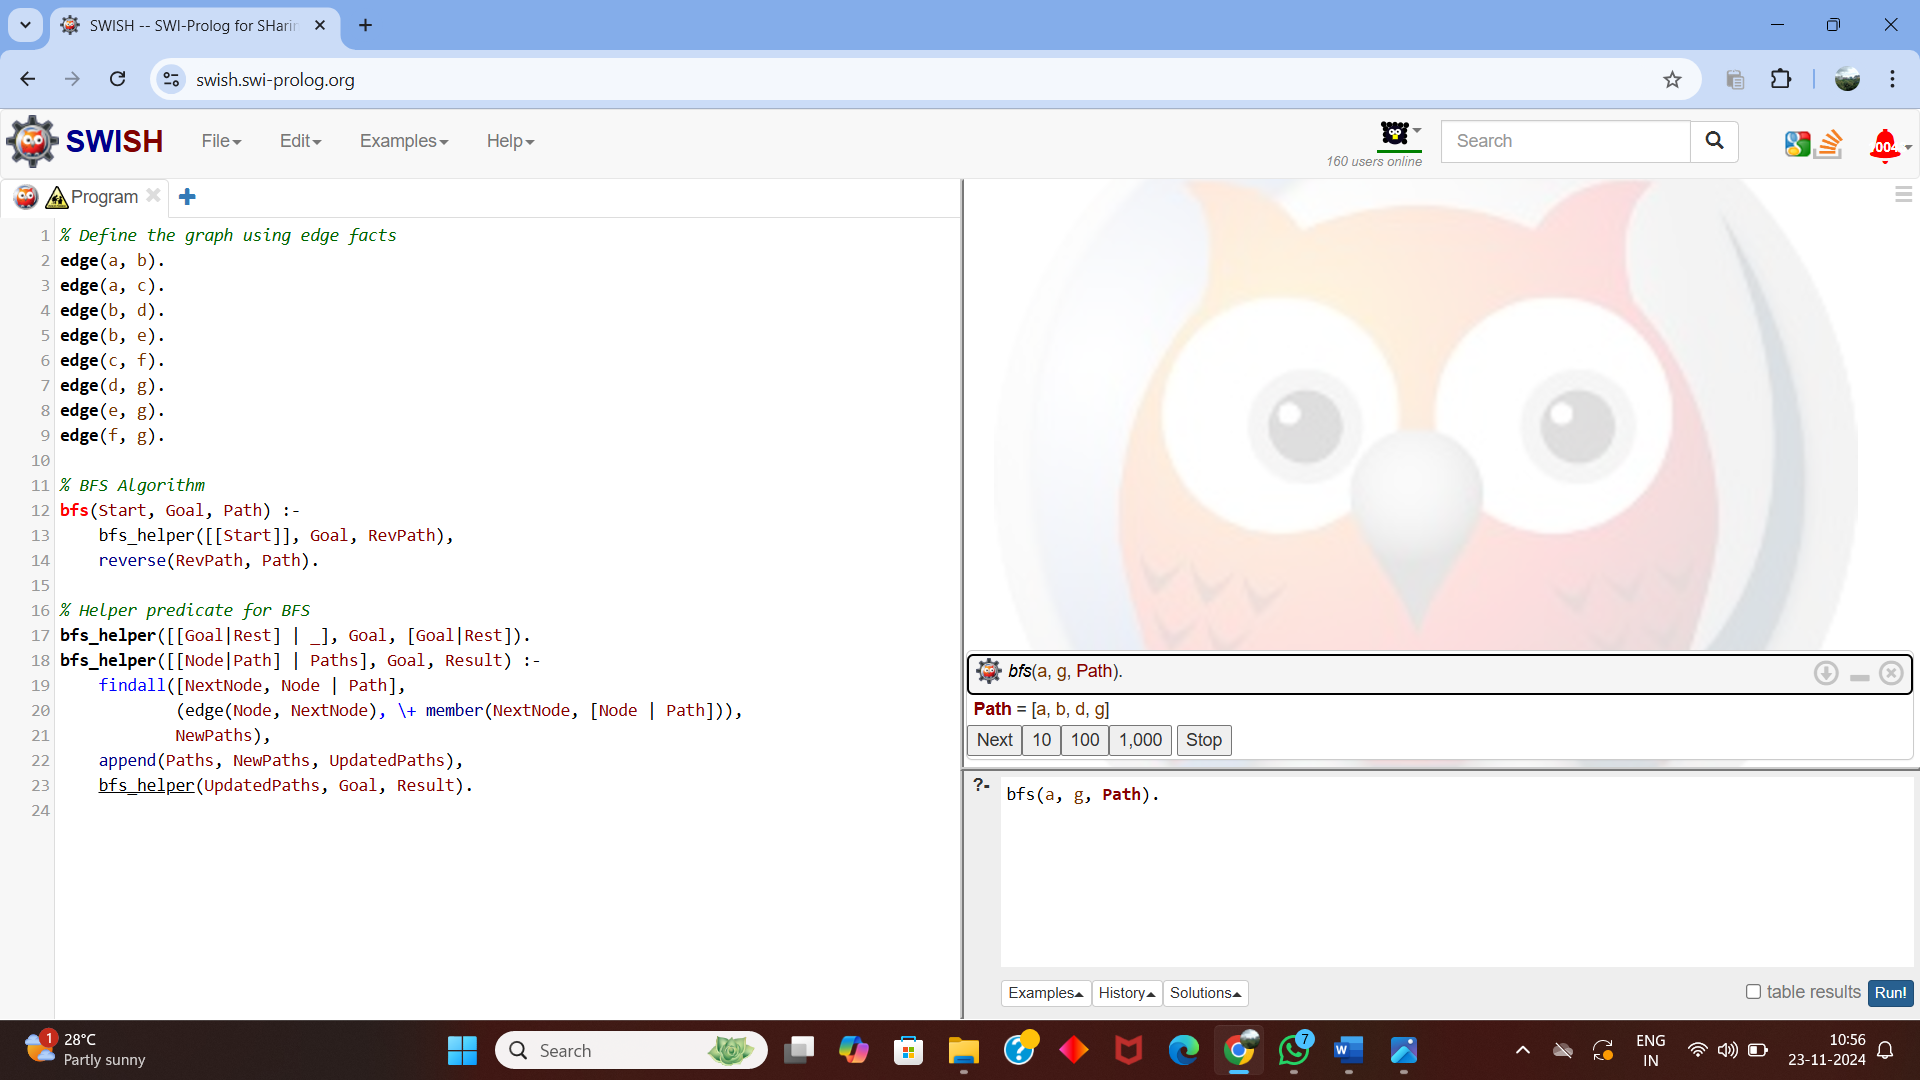 SWISH -- SWI-Prolog for SHarin
swish.swi-prolog.org
SWISH File Edit Examples Help
160 users online
Search
Program
1 % Define the graph using edge facts
2 edge(a, b).
3 edge(a, c).
4 edge(b, d).
5 edge(b, e).
6 edge(c, f).
7 edge(d, g).
8 edge(e, g).
9 edge(f, g).
10
11 % BFS Algorithm
12 bfs(Start, Goal, Path) :-
13 bfs_helper([[Start]], Goal, RevPath),
14 reverse(RevPath, Path).
15
16 % Helper predicate for BFS
17 bfs_helper([[Goal|Rest] | _], Goal, [Goal|Rest]).
18 bfs_helper([[Node|Path] | Paths], Goal, Result) :-
19 findall([NextNode, Node | Path],
20 (edge(Node, NextNode), \+ member(NextNode, [Node | Path])),
21 NewPaths),
22 append(Paths, NewPaths, UpdatedPaths),
23 bfs_helper(UpdatedPaths, Goal, Result).
24
bfs(a, g, Path).
Path = [a, b, d, g]
Next 10 100 1,000 Stop
?- bfs(a, g, Path).
Examples History Solutions
table results Run!
1
28°C
Partly sunny
Search
7
ENG
IN
10:56
23-11-2024